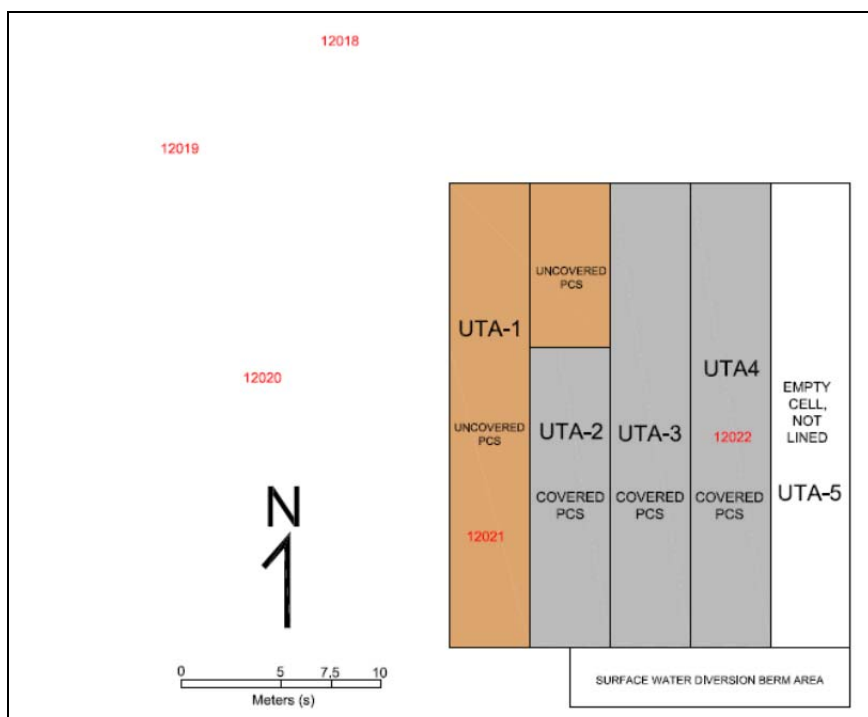 12018
12019
12020
UNCOVERED
PCS
UTA-1
UNCOVERED
PCS
12021
UTA-2
COVERED
PCS
UTA-3
COVERED
PCS
UTA4
12022
COVERED
PCS
EMPTY
CELL,
NOT
LINED
UTA-5
N
0 5 7.5 10
Meters (s)
SURFACE WATER DIVERSION BERM AREA